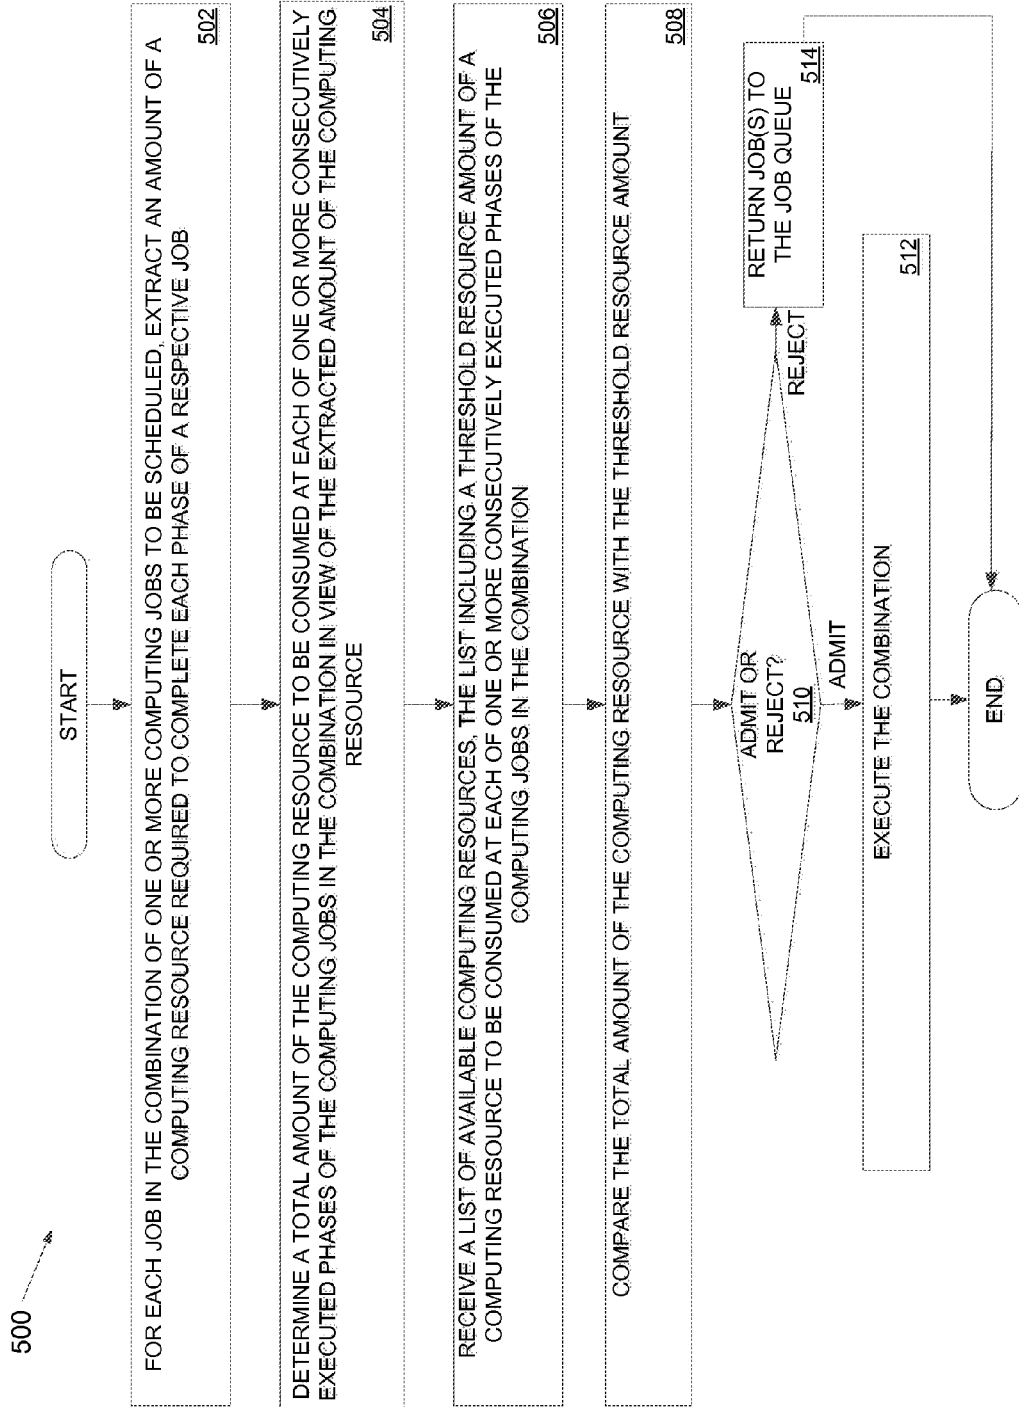 500
START
FOR EACH JOB IN THE COMBINATION OF ONE OR MORE COMPUTING JOBS TO BE SCHEDULED, EXTRACT AN AMOUNT OF A
COMPUTING RESOURCE REQUIRED TO COMPLETE EACH PHASE OF A RESPECTIVE JOB
502
DETERMINE A TOTAL AMOUNT OF THE COMPUTING RESOURCE TO BE CONSUMED AT EACH OF ONE OR MORE CONSECUTIVELY
EXECUTED PHASES OF THE COMPUTING JOBS IN THE COMBINATION IN VIEW OF THE EXTRACTED AMOUNT OF THE COMPUTING
RESOURCE
504
RECEIVE A LIST OF AVAILABLE COMPUTING RESOURCES, THE LIST INCLUDING A THRESHOLD RESOURCE AMOUNT OF A
COMPUTING RESOURCE TO BE CONSUMED AT EACH OF ONE OR MORE CONSECUTIVELY EXECUTED PHASES OF THE
COMPUTING JOBS IN THE COMBINATION
506
COMPARE THE TOTAL AMOUNT OF THE COMPUTING RESOURCE WITH THE THRESHOLD RESOURCE AMOUNT
508
ADMIT OR
REJECT?
510
REJECT
RETURN JOB(S) TO
THE JOB QUEUE
514
ADMIT
EXECUTE THE COMBINATION
512
END